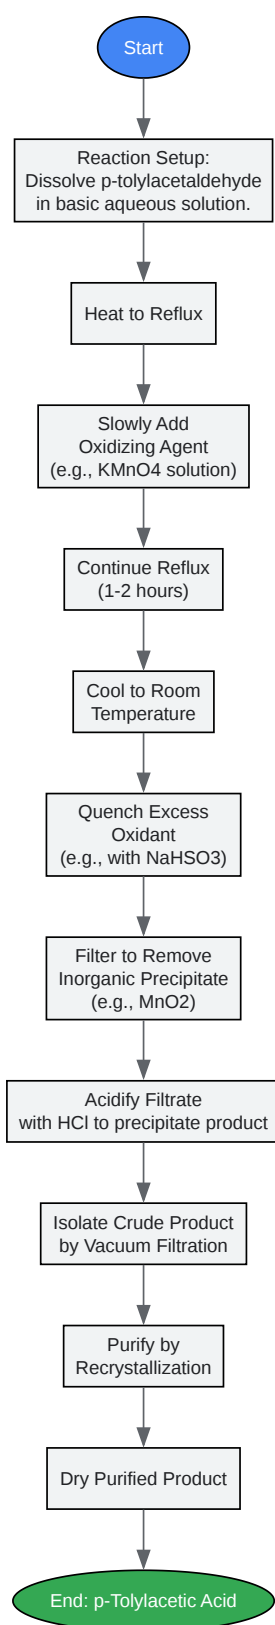 Start
Reaction Setup:
Dissolve p-tolylacetaldehyde
in basic aqueous solution.
Heat to Reflux
Slowly Add
Oxidizing Agent
(e.g., KMnO4 solution)
Continue Reflux
(1-2 hours)
Cool to Room
Temperature
Quench Excess
Oxidant
(e.g., with NaHSO3)
Filter to Remove
Inorganic Precipitate
(e.g., MnO2)
Acidify Filtrate
with HCl to precipitate product
Isolate Crude Product
by Vacuum Filtration
Purify by
Recrystallization
Dry Purified Product
End: p-Tolylacetic Acid